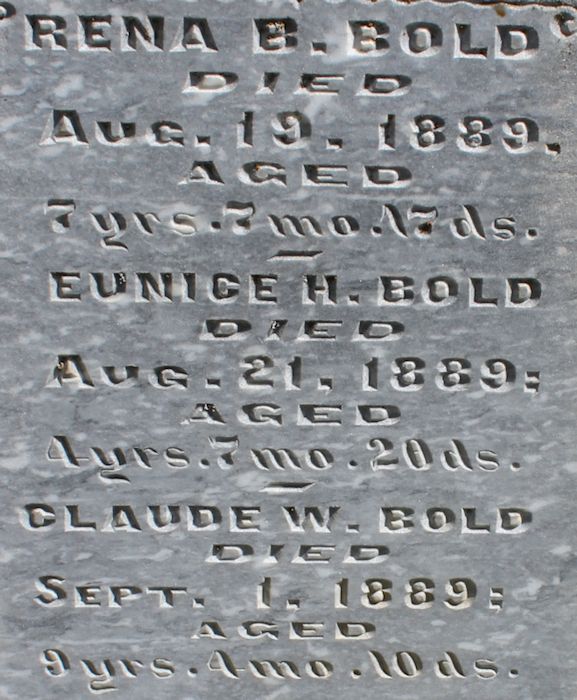 RENA B. BOLD
DIED
AUG. 19. 1889.
AGED
7 yrs. 7 mo. 17 ds.
EUNICE H. BOLD
DIED
AUG. 21, 1889;
AGED
4 yrs. 7 mo. 20 ds.
CLAUDE W. BOLD
DIED
SEPT. 1. 1889;
AGED
9 yrs. 4 mo. 10 ds.